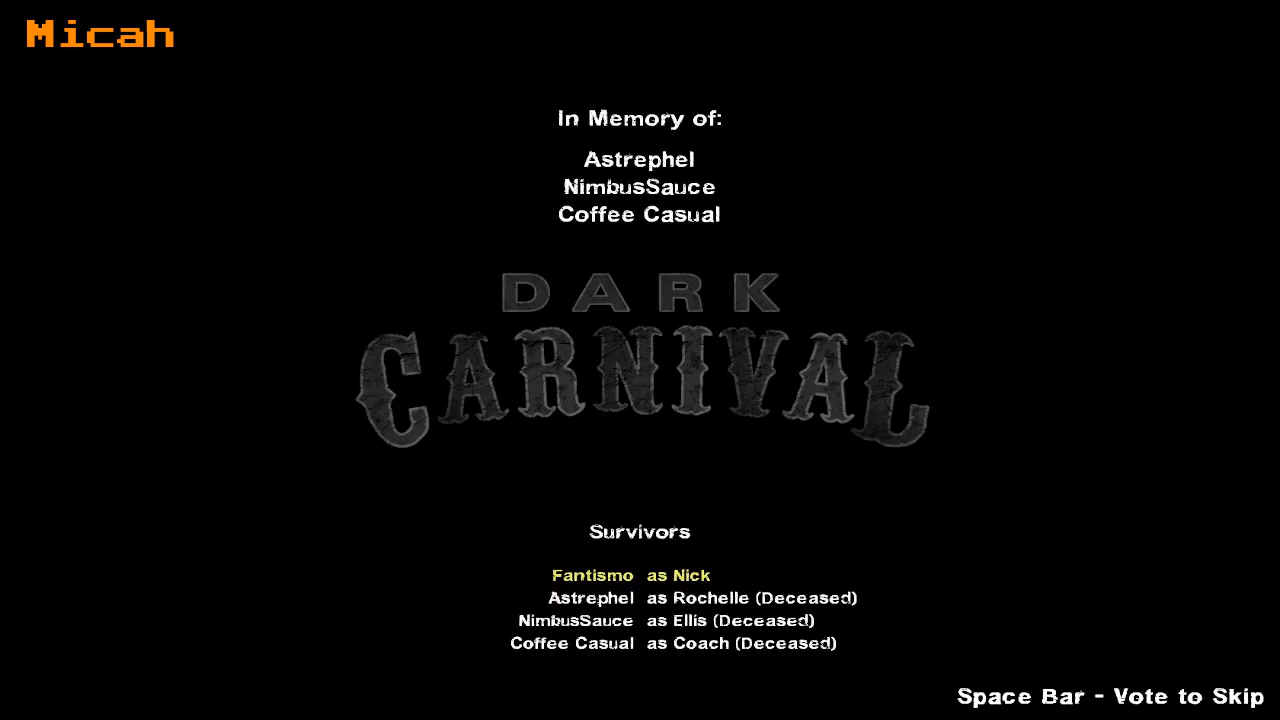 Micah
In Memory of:
Astrephel
NimbusSauce
Coffee Casual
DARK
CARNIVAL
Survivors
Fantismo as Nick
Astrephel as Rochelle (Deceased)
NimbusSauce as Ellis (Deceased)
Coffee Casual as Coach (Deceased)
Space Bar - Vote to Skip